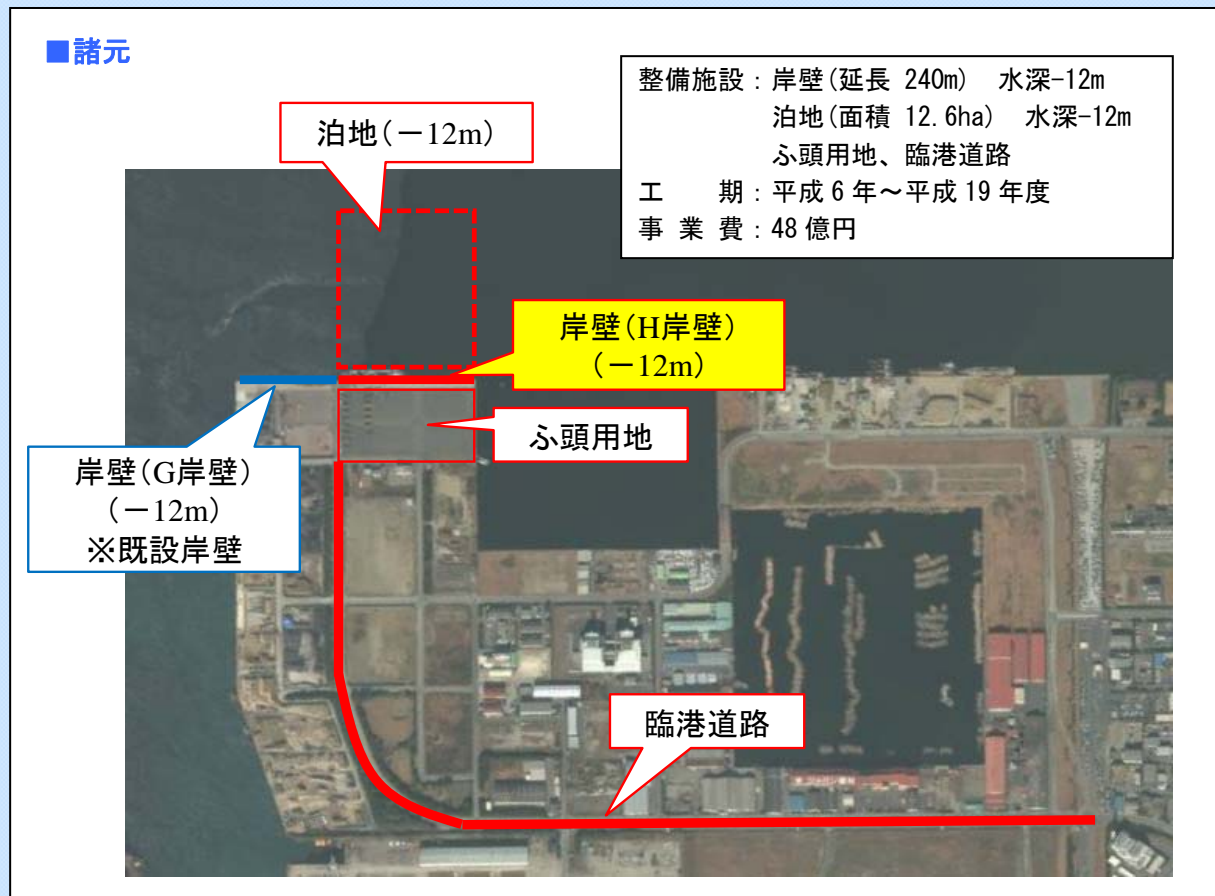 ■諸元
整備施設：岸壁(延長 240m)　水深-12m
泊地(面積 12.6ha)　水深-12m
ふ頭用地、臨港道路
工　　期：平成 6 年～平成 19 年度
事 業 費：48 億円
泊地(－12m)
岸壁(H岸壁)
(－12m)
ふ頭用地
岸壁(G岸壁)
(－12m)
※既設岸壁
臨港道路